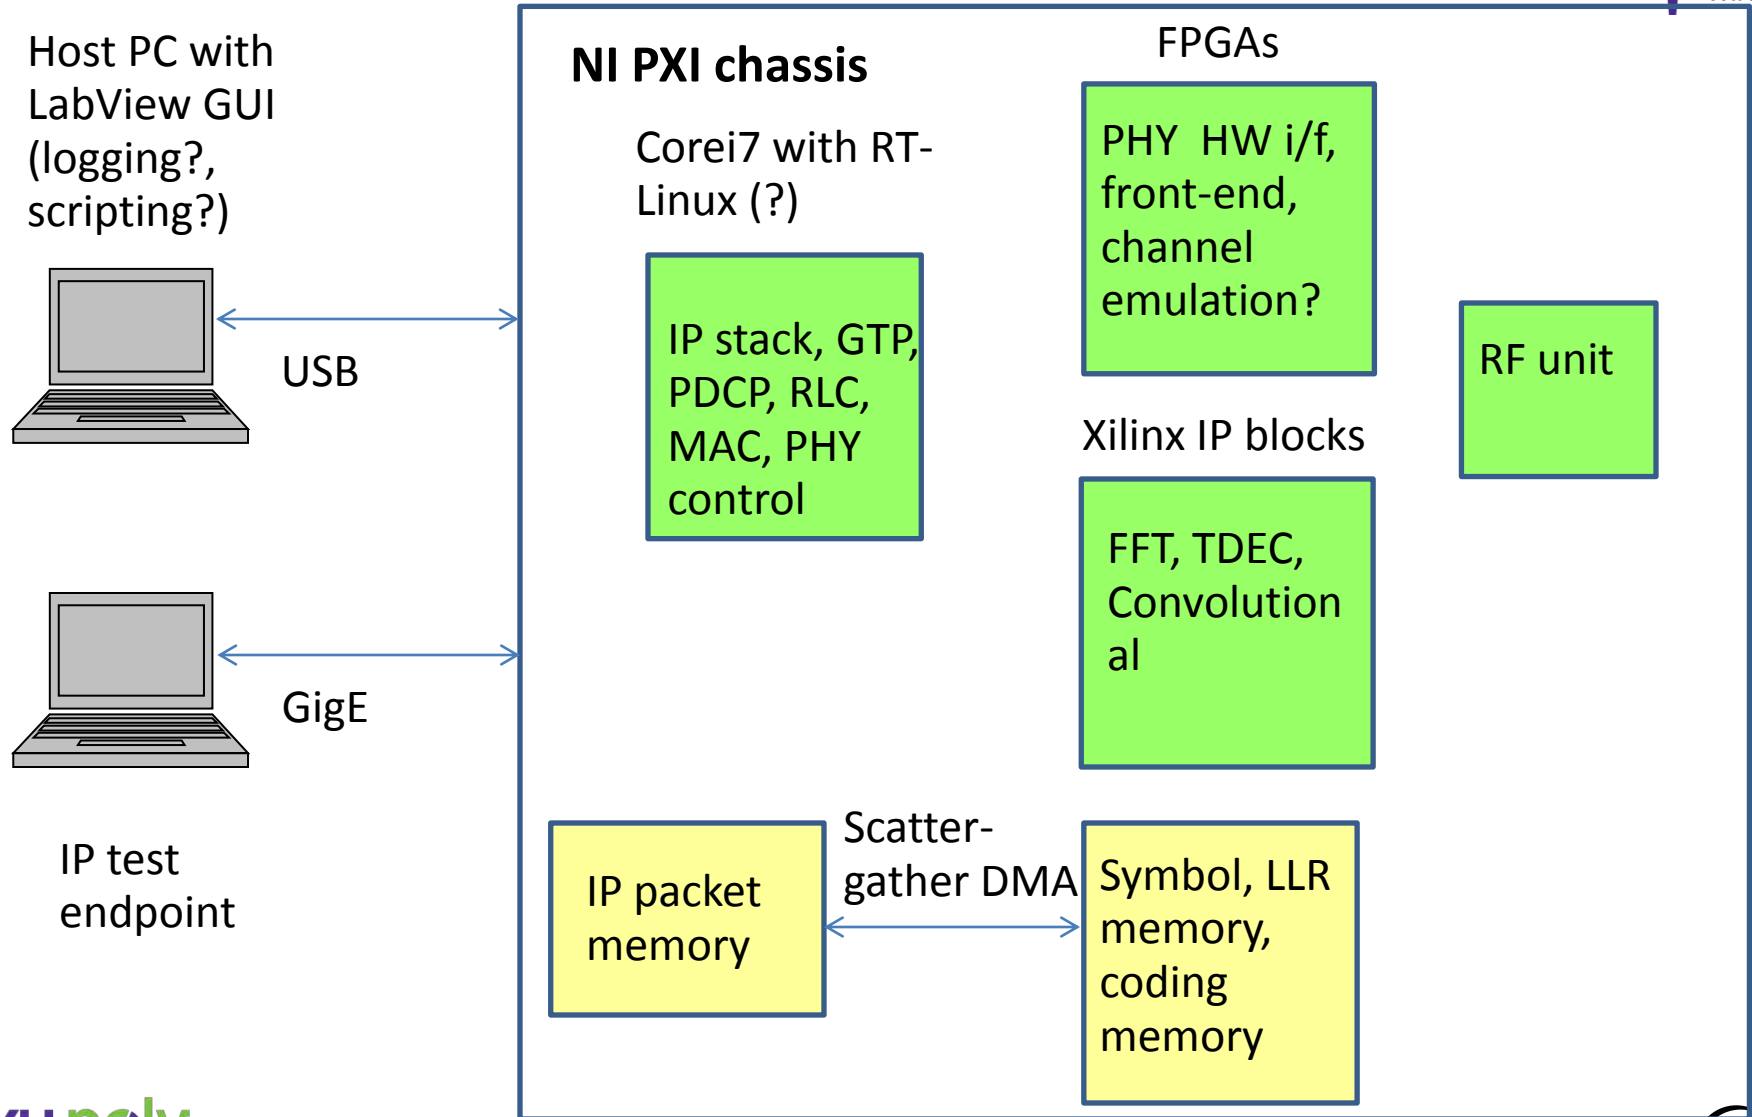 Host PC with
LabView GUI
(logging?,
scripting?)
USB
GigE
IP test
endpoint
NI PXI chassis
Corei7 with RT-
Linux (?)
IP stack, GTP,
PDCP, RLC,
MAC, PHY
control
FPGAs
PHY HW i/f,
front-end,
channel
emulation?
RF unit
Xilinx IP blocks
FFT, TDEC,
Convolution
al
IP packet
memory
Scatter-
gather DMA
Symbol, LLR
memory,
coding
memory